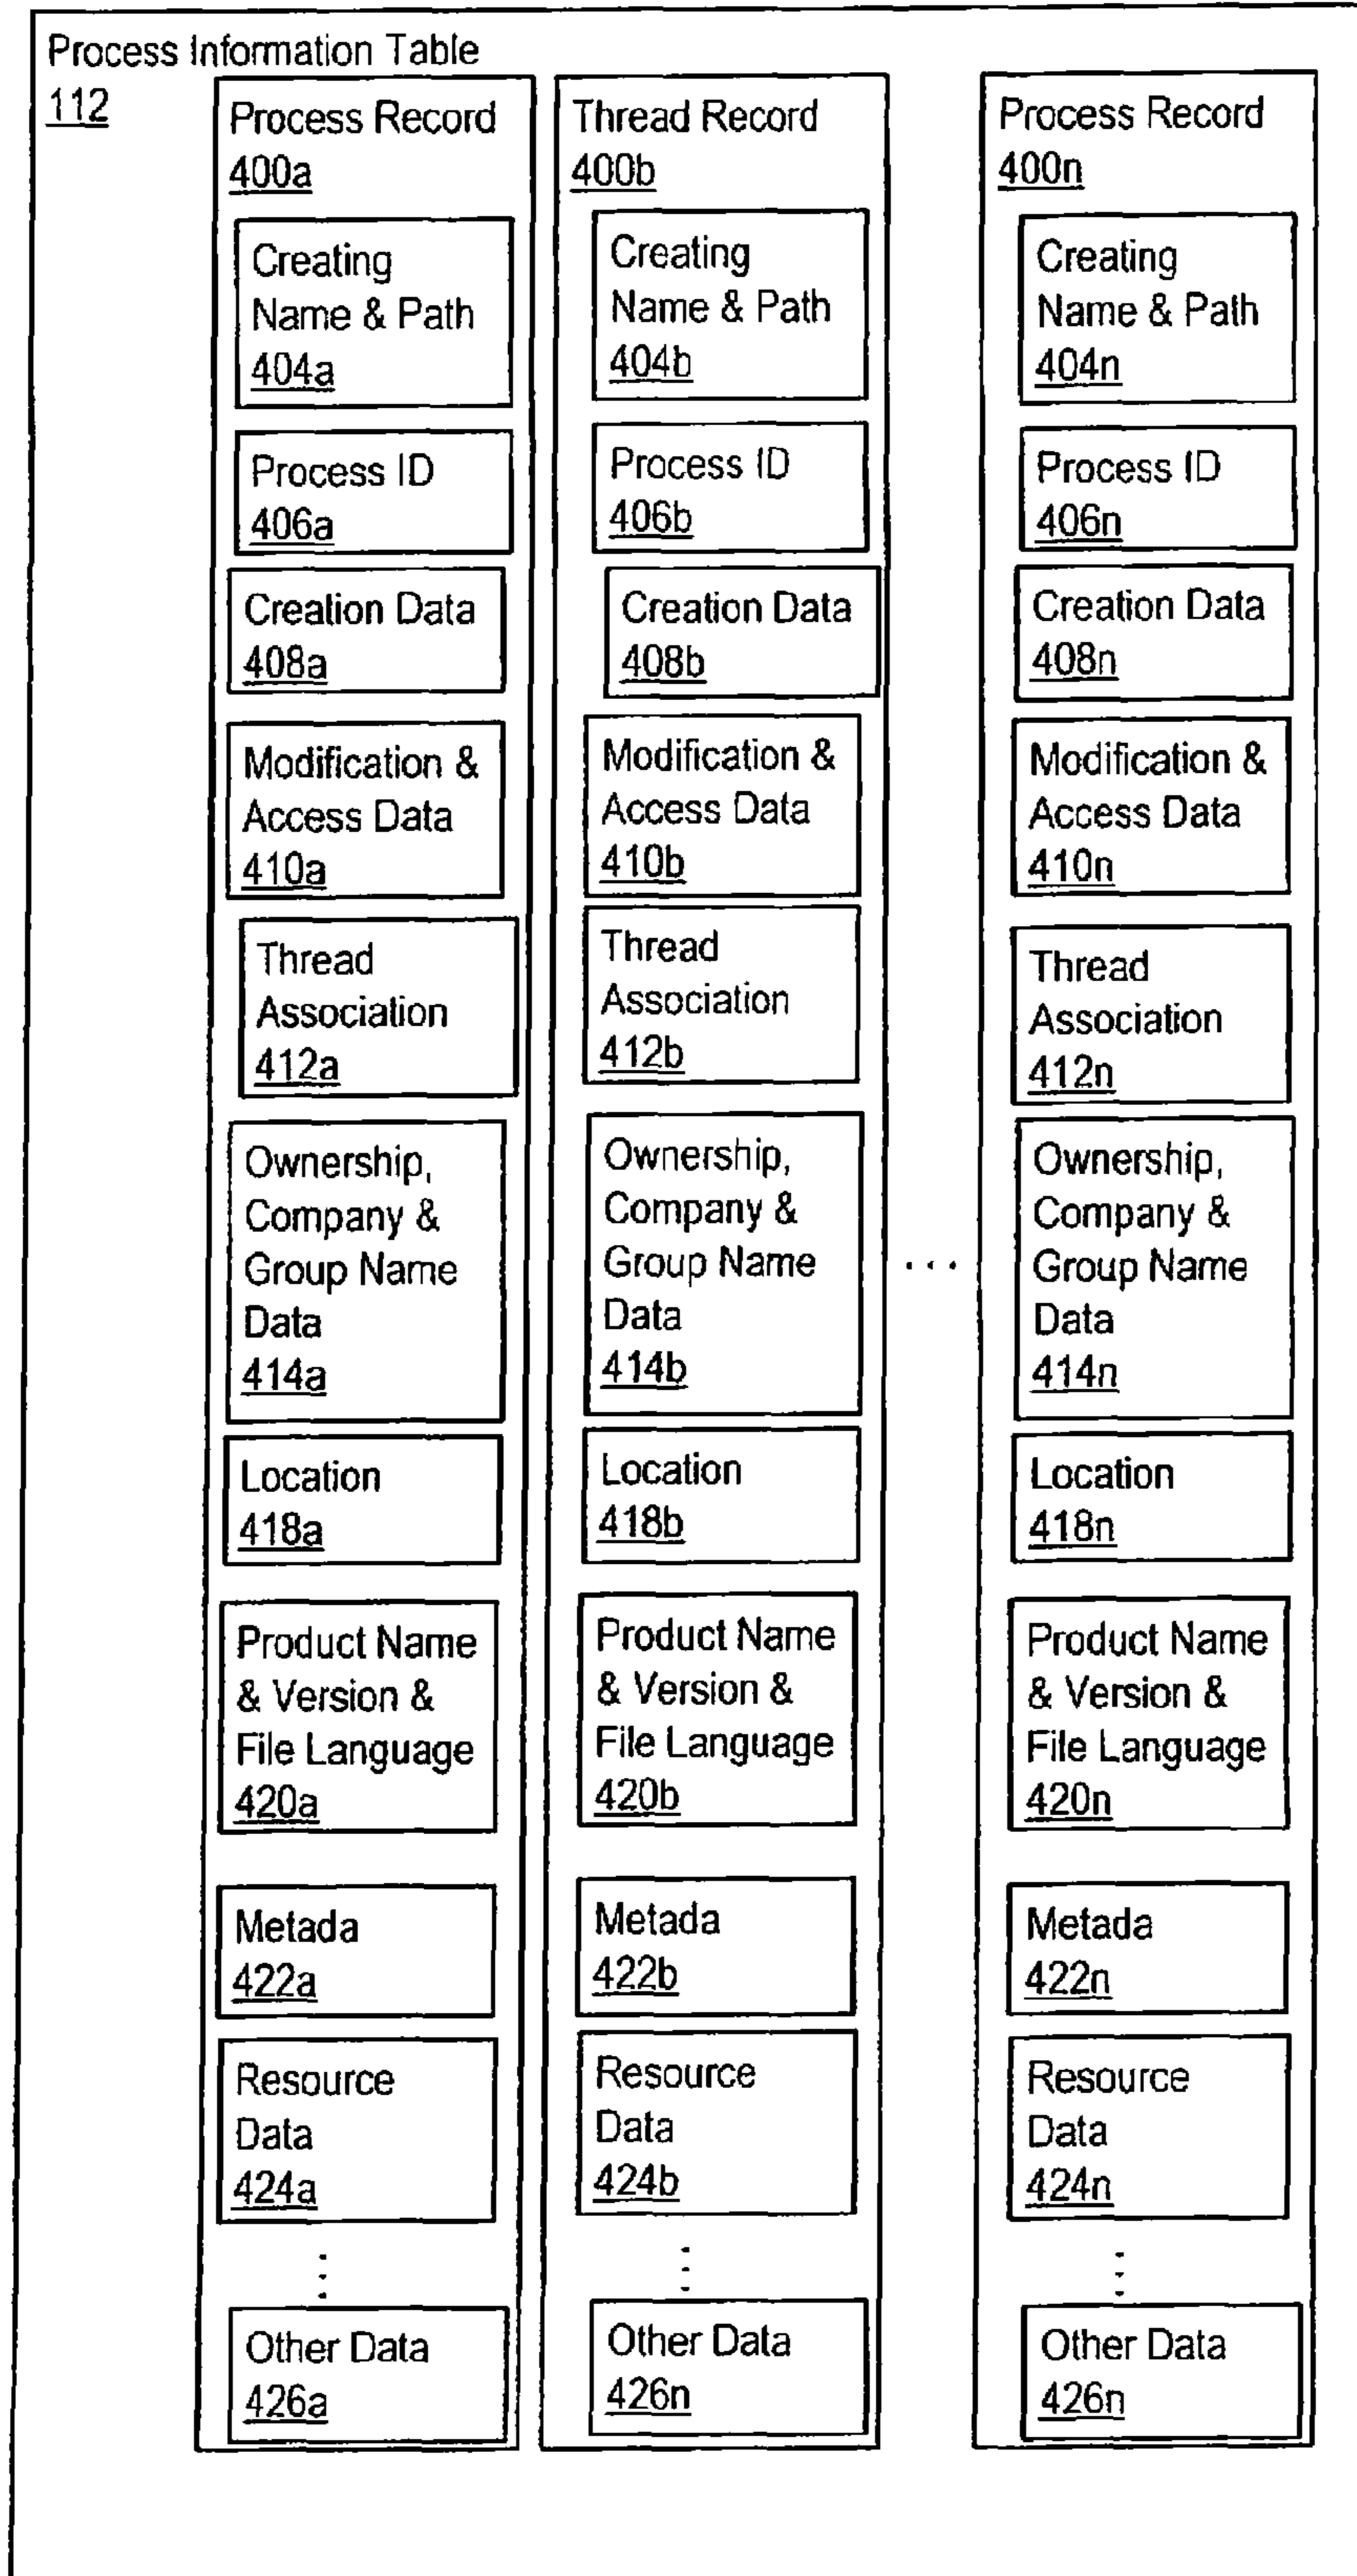 Process Information Table
112
Process Record
400a
Creating
Name & Path
404a
Process ID
406a
Creation Data
408a
Modification &
Access Data
410a
Thread
Association
412a
Ownership,
Company &
Group Name
Data
414a
Location
418a
Product Name
& Version &
File Language
420a
Metada
422a
Resource
Data
424a
Other Data
426a
Thread Record
400b
Creating
Name & Path
404b
Process ID
406b
Creation Data
408b
Modification &
Access Data
410b
Thread
Association
412b
Ownership,
Company &
Group Name
Data
414b
Location
418b
Product Name
& Version &
File Language
420b
Metada
422b
Resource
Data
424b
Other Data
426n
...
Process Record
400n
Creating
Name & Path
404n
Process ID
406n
Creation Data
408n
Modification &
Access Data
410n
Thread
Association
412n
Ownership,
Company &
Group Name
Data
414n
Location
418n
Product Name
& Version &
File Language
420n
Metada
422n
Resource
Data
424n
Other Data
426n